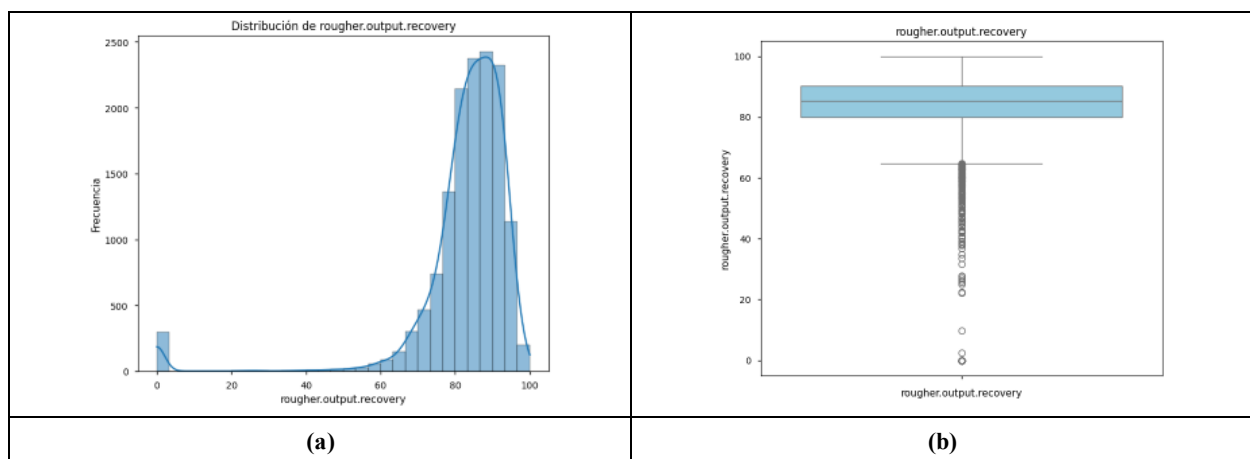 Distribución de rougher.output.recovery
2500
2000
1500
1000
500
0
Frecuencia
0 20 40 60 80 100
rougher.output.recovery
(a)
rougher.output.recovery
100
80
60
40
20
0
rougher.output.recovery
rougher.output.recovery
(b)